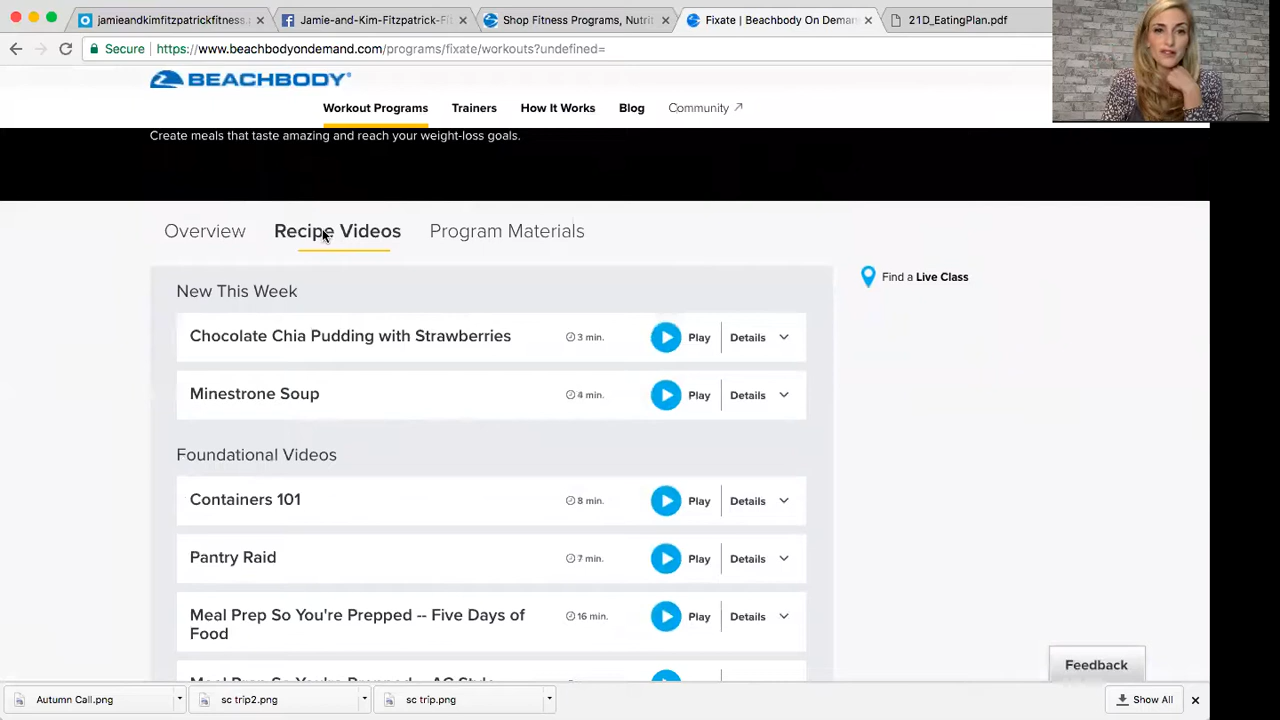 jamieandkimfitzpatrickfitness.
Jamie-and-Kim-Fitzpatrick-Fi
Shop Fitness Programs, Nutrit
Fixate | Beachbody On Deman
21D_EatingPlan.pdf
Secure
https://www.beachbodyondemand.com/programs/fixate/workouts?undefined=
BEACHBODY
Workout Programs
Trainers
How It Works
Blog
Community
Create meals that taste amazing and reach your weight-loss goals.
Overview
Recipe Videos
Program Materials
New This Week
Find a Live Class
Chocolate Chia Pudding with Strawberries
3 min.
Play
Details
Minestrone Soup
4 min.
Play
Details
Foundational Videos
Containers 101
8 min.
Play
Details
Pantry Raid
7 min.
Play
Details
Meal Prep So You're Prepped -- Five Days of
Food
16 min.
Play
Details
Feedback
Autumn Call.png
sc trip2.png
sc trip.png
Show All